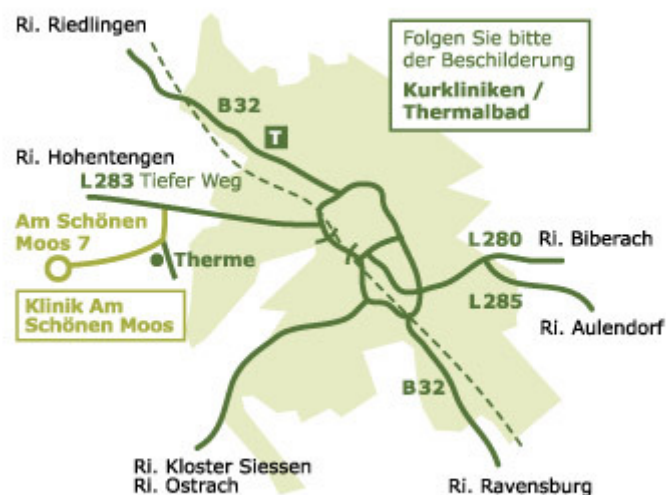 Ri. Riedlingen
Folgen Sie bitte
der Beschilderung
Kurkliniken /
Thermalbad
B32
T
Ri. Hohentengen
L283 Tiefer Weg
Am Schönen
Moos 7
Therme
Klinik Am
Schönen Moos
L280
Ri. Biberach
L285
Ri. Aulendorf
B32
Ri. Kloster Siessen
Ri. Ostrach
Ri. Ravensburg